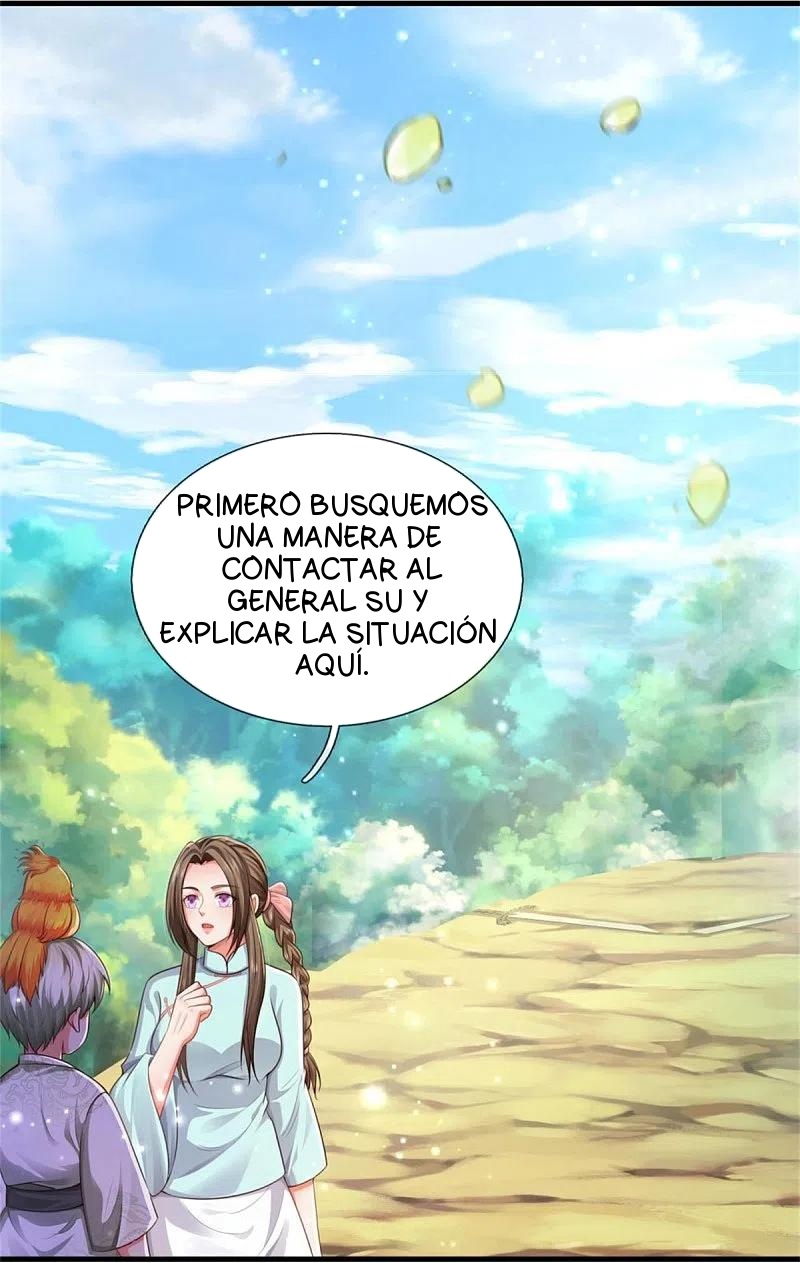 PRIMERO BUSQUEMOS
UNA MANERA DE
CONTACTAR AL
GENERAL SU Y
EXPLICAR LA SITUACIÓN
AQUÍ.